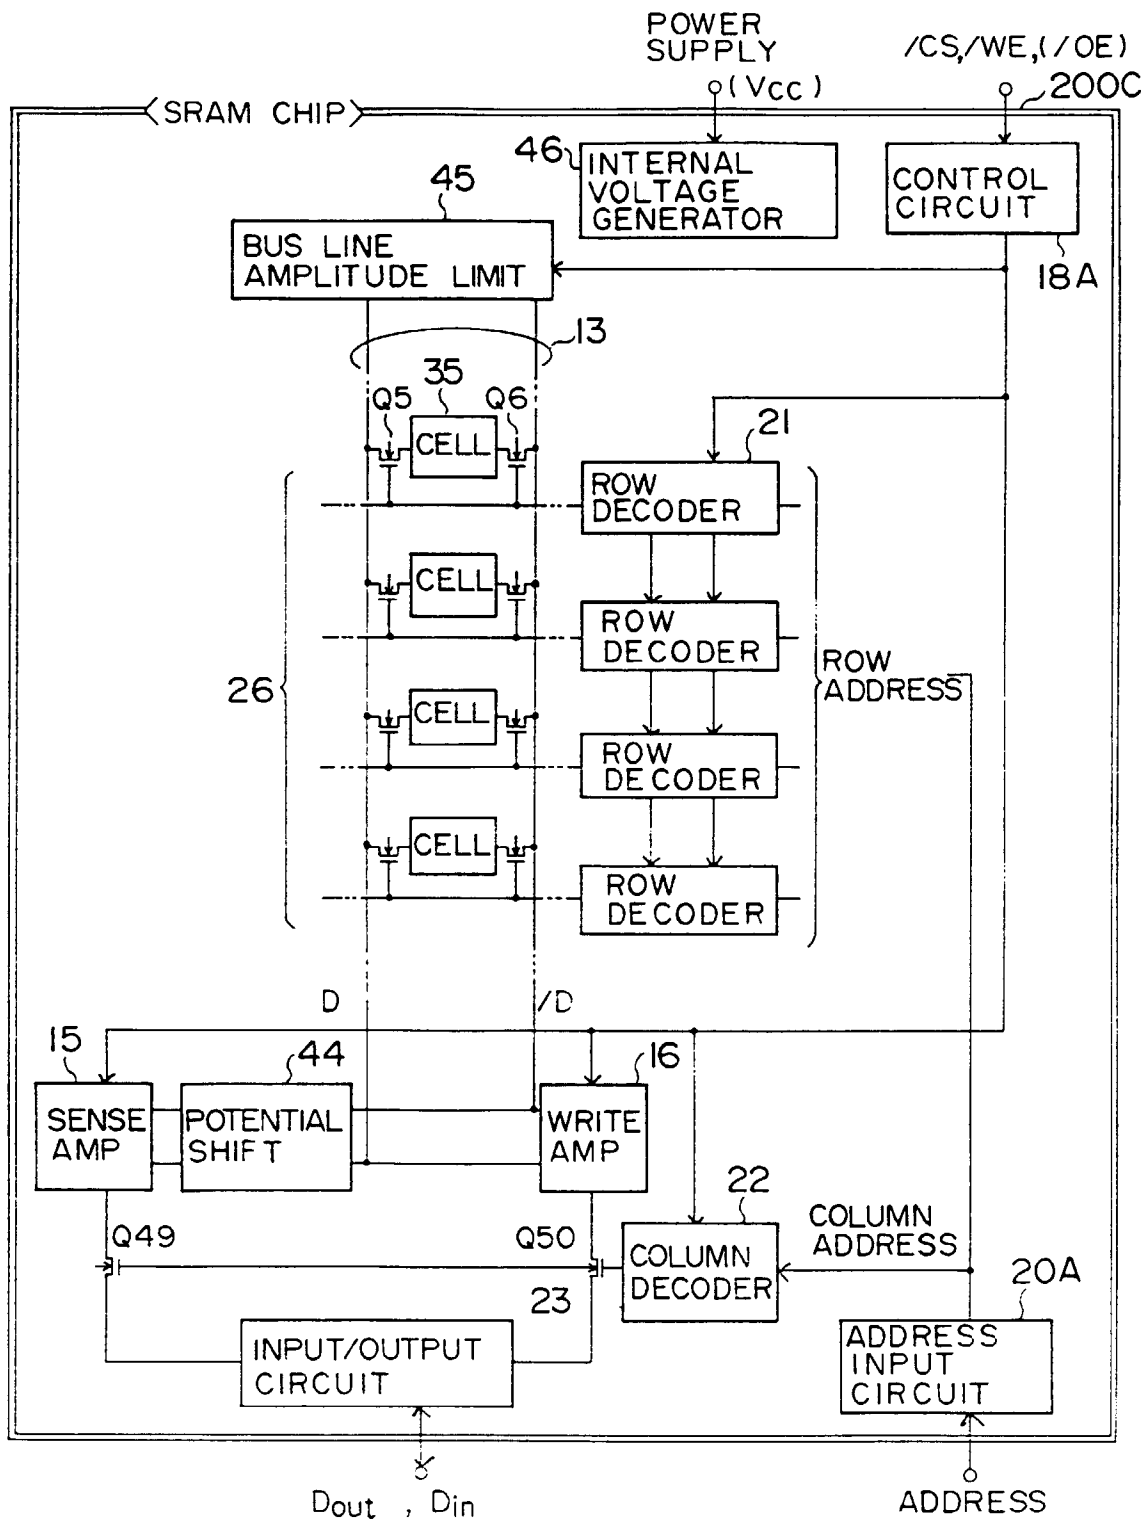 POWER
SUPPLY
(Vcc)
/CS,/WE,(/OE)
200C
SRAM CHIP
46
INTERNAL
VOLTAGE
GENERATOR
CONTROL
CIRCUIT
18A
45
BUS LINE
AMPLITUDE LIMIT
13
35
Q5
Q6
CELL
21
ROW
DECODER
CELL
ROW
DECODER
26
ROW
ADDRESS
CELL
ROW
DECODER
CELL
ROW
DECODER
D
/D
15
44
16
SENSE
AMP
POTENTIAL
SHIFT
WRITE
AMP
22
Q49
Q50
COLUMN
DECODER
COLUMN
ADDRESS
23
20A
INPUT/OUTPUT
CIRCUIT
ADDRESS
INPUT
CIRCUIT
Dout , Din
ADDRESS